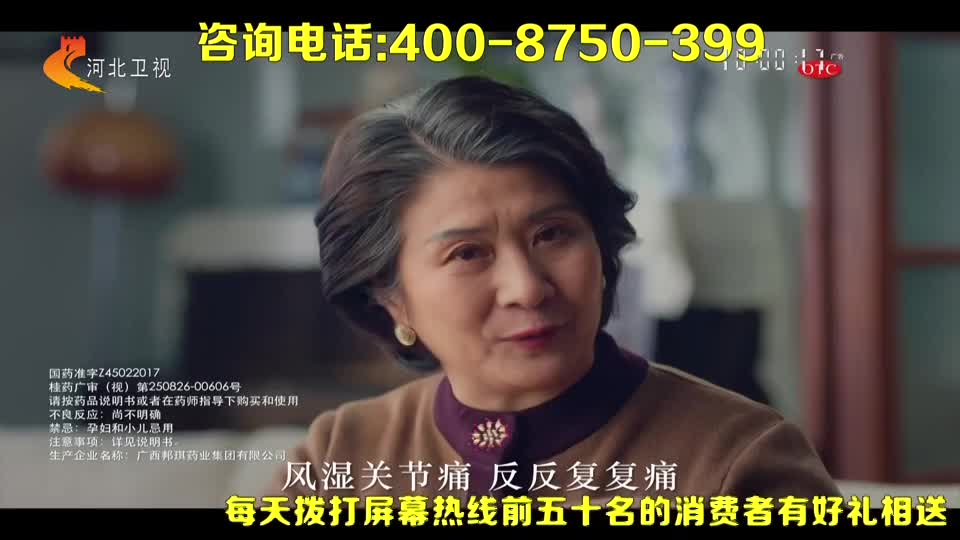 咨询电话:400-8750-399
河北卫视
10:00:17
广告
OTC
国药准字Z45022017
桂药广审（视）第250826-00606号
请按药品说明书或者在药师指导下购买和使用
不良反应：尚不明确
禁忌：孕妇和小儿忌用
注意事项：详见说明书。
生产企业名称：广西邦琪药业集团有限公司
风湿关节痛 反反复复痛
每天拨打屏幕热线前五十名的消费者有好礼相送